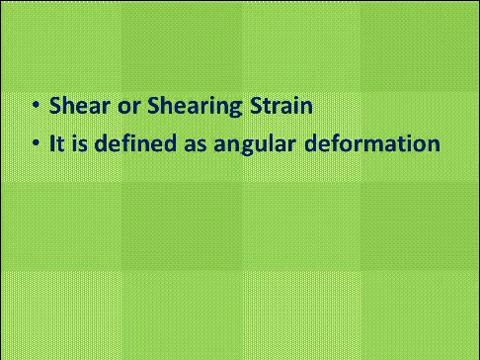 • Shear or Shearing Strain
• It is defined as angular deformation